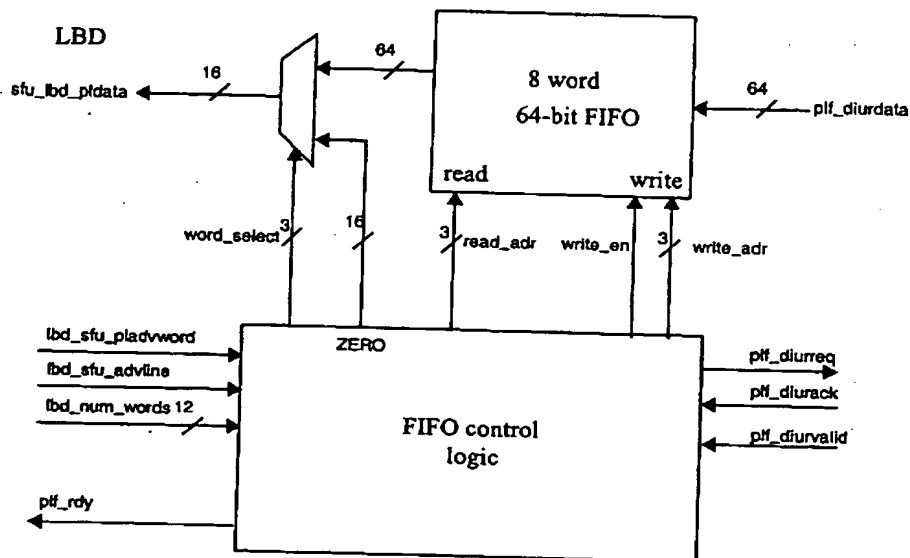 LBD
64
16
8 word
64-bit FIFO
64
sfu_lbd_plfdata
plf_diurdata
read
write
3
16
3
3
word_select
read_adr
write_en
write_adr
lbd_sfu_pladvword
ZERO
plf_diurreq
lbd_sfu_advline
plf_diurack
lbd_num_words 12
FIFO control
logic
plf_diurvalid
plf_rdy